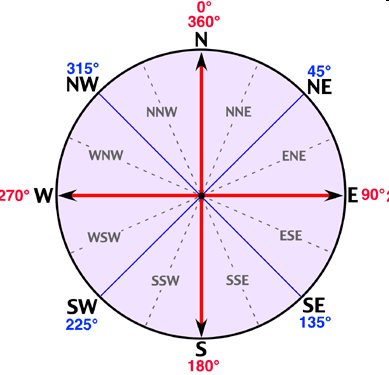 0°
360°
N
315°
NW
45°
NE
NNW
NNE
WNW
ENE
270°
W
E
90°
WSW
ESE
SSW
SSE
SW
225°
SE
135°
S
180°